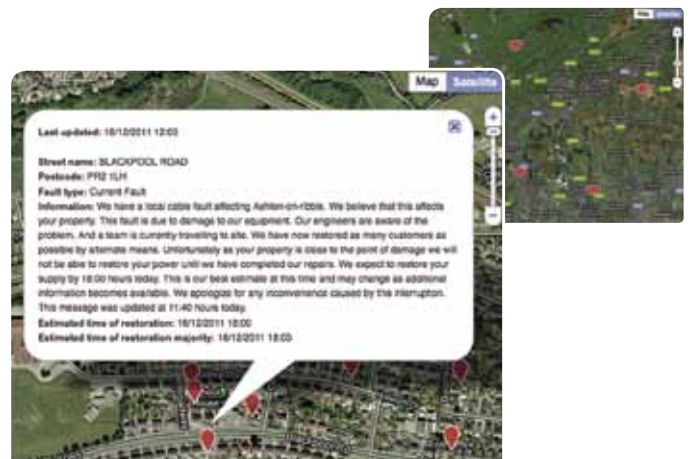 Map Satellite
Map
Last updated: 16/12/2011 12:03
Street name: BLACKPOOL ROAD
Postcode: PR2 1LH
Fault type: Current Fault
Information: We have a local cable fault affecting Ashton-on-ribble. We believe that this affects
your property. This fault is due to damage to our equipment. Our engineers are aware of the
problem. And a team is currently travelling to site. We have now restored as many customers as
possible by alternate means. Unfortunately as your property is close to the point of damage we will
not be able to restore your power until we have completed our repairs. We expect to restore your
supply by 18:00 hours today. This is our best estimate at this time and may change as additional
information becomes available. We apologize for any inconvenience caused by this interruption.
This message was updated at 11:40 hours today.
Estimated time of restoration: 16/12/2011 18:00
Estimated time of restoration majority: 16/12/2011 18:03